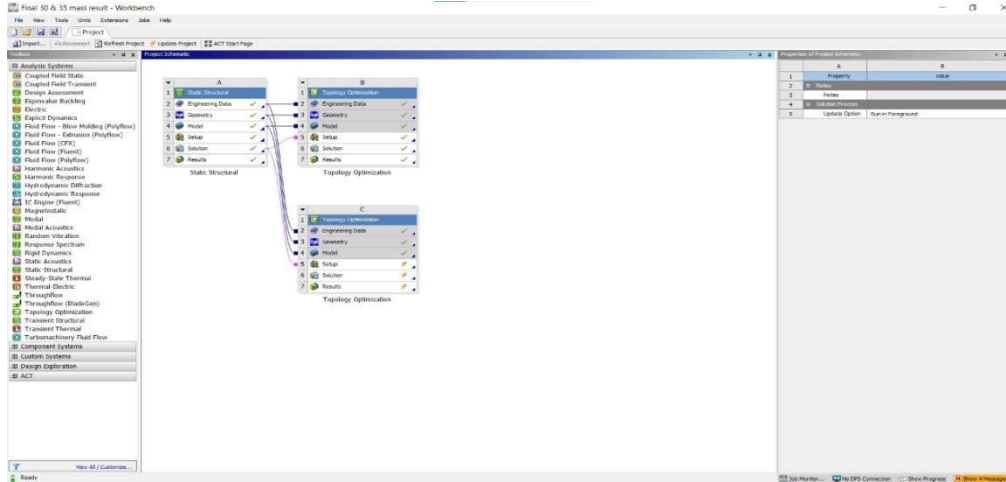 Final 30 & 35 mass result - Workbench
File View Tools Units Extensions Jobs Help
Project
Import... Reconnect Refresh Project Update Project ACT Start Page
Toolbox
Project Schematic
Properties of Project Schematic
Analysis Systems
Coupled Field Static
Coupled Field Transient
Design Assessment
Eigenvalue Buckling
Electric
Explicit Dynamics
Fluid Flow - Blow Molding (Polyflow)
Fluid Flow - Extrusion (Polyflow)
Fluid Flow (CFX)
Fluid Flow (Fluent)
Fluid Flow (Polyflow)
Harmonic Acoustics
Harmonic Response
Hydrodynamic Diffraction
Hydrodynamic Response
IC Engine (Fluent)
Magnetostatic
Modal
Modal Acoustics
Random Vibration
Response Spectrum
Rigid Dynamics
Static Acoustics
Static Structural
Steady-State Thermal
Thermal-Electric
Throughflow
Throughflow (BladeGen)
Topology Optimization
Transient Structural
Transient Thermal
Turbomachinery Fluid Flow
Component Systems
Custom Systems
Design Exploration
ACT
View All / Customize...
A
1 Static Structural
2 Engineering Data
3 Geometry
4 Model
5 Setup
6 Solution
7 Results
Static Structural
B
1 Topology Optimization
2 Engineering Data
3 Geometry
4 Model
5 Setup
6 Solution
7 Results
Topology Optimization
C
1 Topology Optimization
2 Engineering Data
3 Geometry
4 Model
5 Setup
6 Solution
7 Results
Topology Optimization
A B
1 Property Value
2 Notes
3 Notes
4 Solution Process
5 Update Option Run in Foreground
Ready
Job Monitor... No DPS Connection Show Progress Show 4 Messages